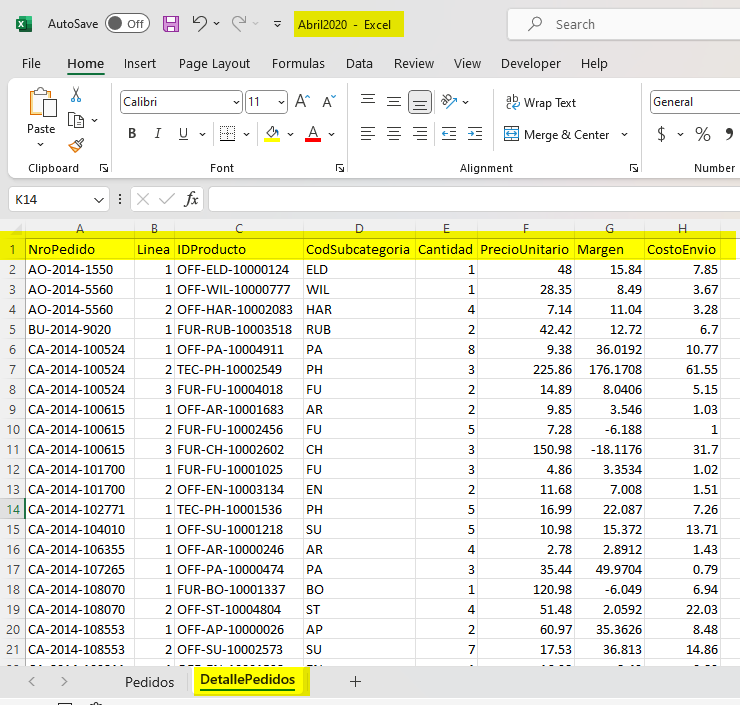 AutoSave Off Abril2020 - Excel Search
File Home Insert Page Layout Formulas Data Review View Developer Help
Calibri 11 Wrap Text General
Paste B I U A Merge & Center $ % 9
Clipboard Font Alignment Number
K14 fx
A B C D E F G H
1 NroPedido Linea IDProducto CodSubcategoria Cantidad PrecioUnitario Margen CostoEnvio
2 AO-2014-1550 1 OFF-ELD-10000124 ELD 1 48 15.84 7.85
3 AO-2014-5560 1 OFF-WIL-10000777 WIL 1 28.35 8.49 3.67
4 AO-2014-5560 2 OFF-HAR-10002083 HAR 4 7.14 11.04 3.28
5 BU-2014-9020 1 FUR-RUB-10003518 RUB 2 42.42 12.72 6.7
6 CA-2014-100524 1 OFF-PA-10004911 PA 8 9.38 36.0192 10.77
7 CA-2014-100524 2 TEC-PH-10002549 PH 3 225.86 176.1708 61.55
8 CA-2014-100524 3 FUR-FU-10004018 FU 2 14.89 8.0406 5.15
9 CA-2014-100615 1 OFF-AR-10001683 AR 2 9.85 3.546 1.03
10 CA-2014-100615 2 FUR-FU-10002456 FU 5 7.28 -6.188 1
11 CA-2014-100615 3 FUR-CH-10002602 CH 3 150.98 -18.1176 31.7
12 CA-2014-101700 1 FUR-FU-10001025 FU 3 4.86 3.3534 1.02
13 CA-2014-101700 2 OFF-EN-10003134 EN 2 11.68 7.008 1.51
14 CA-2014-102771 1 TEC-PH-10001536 PH 5 16.99 22.087 7.26
15 CA-2014-104010 1 OFF-SU-10001218 SU 5 10.98 15.372 13.71
16 CA-2014-106355 1 OFF-AR-10000246 AR 4 2.78 2.8912 1.43
17 CA-2014-107265 1 OFF-PA-10000474 PA 3 35.44 49.9704 0.79
18 CA-2014-108070 1 FUR-BO-10001337 BO 1 120.98 -6.049 6.94
19 CA-2014-108070 2 OFF-ST-10004804 ST 4 51.48 2.0592 22.03
20 CA-2014-108553 1 OFF-AP-10000026 AP 2 60.97 35.3626 8.48
21 CA-2014-108553 2 OFF-SU-10002573 SU 7 17.53 36.813 14.86
Pedidos DetallePedidos